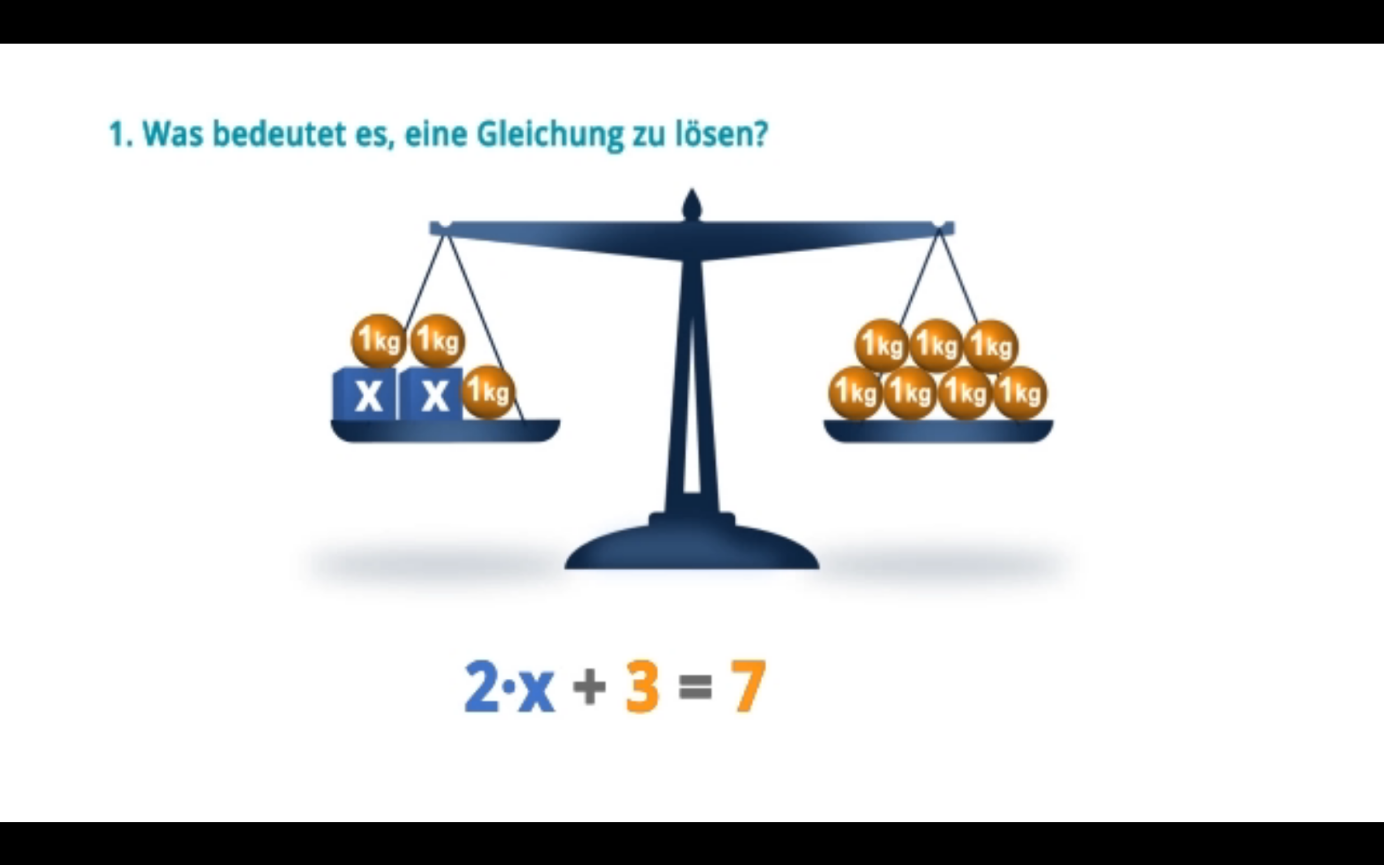 1. Was bedeutet es, eine Gleichung zu lösen?
1kg 1kg 1kg 1kg 1kg
X X 1kg 1kg 1kg 1kg 1kg
2·x + 3 = 7